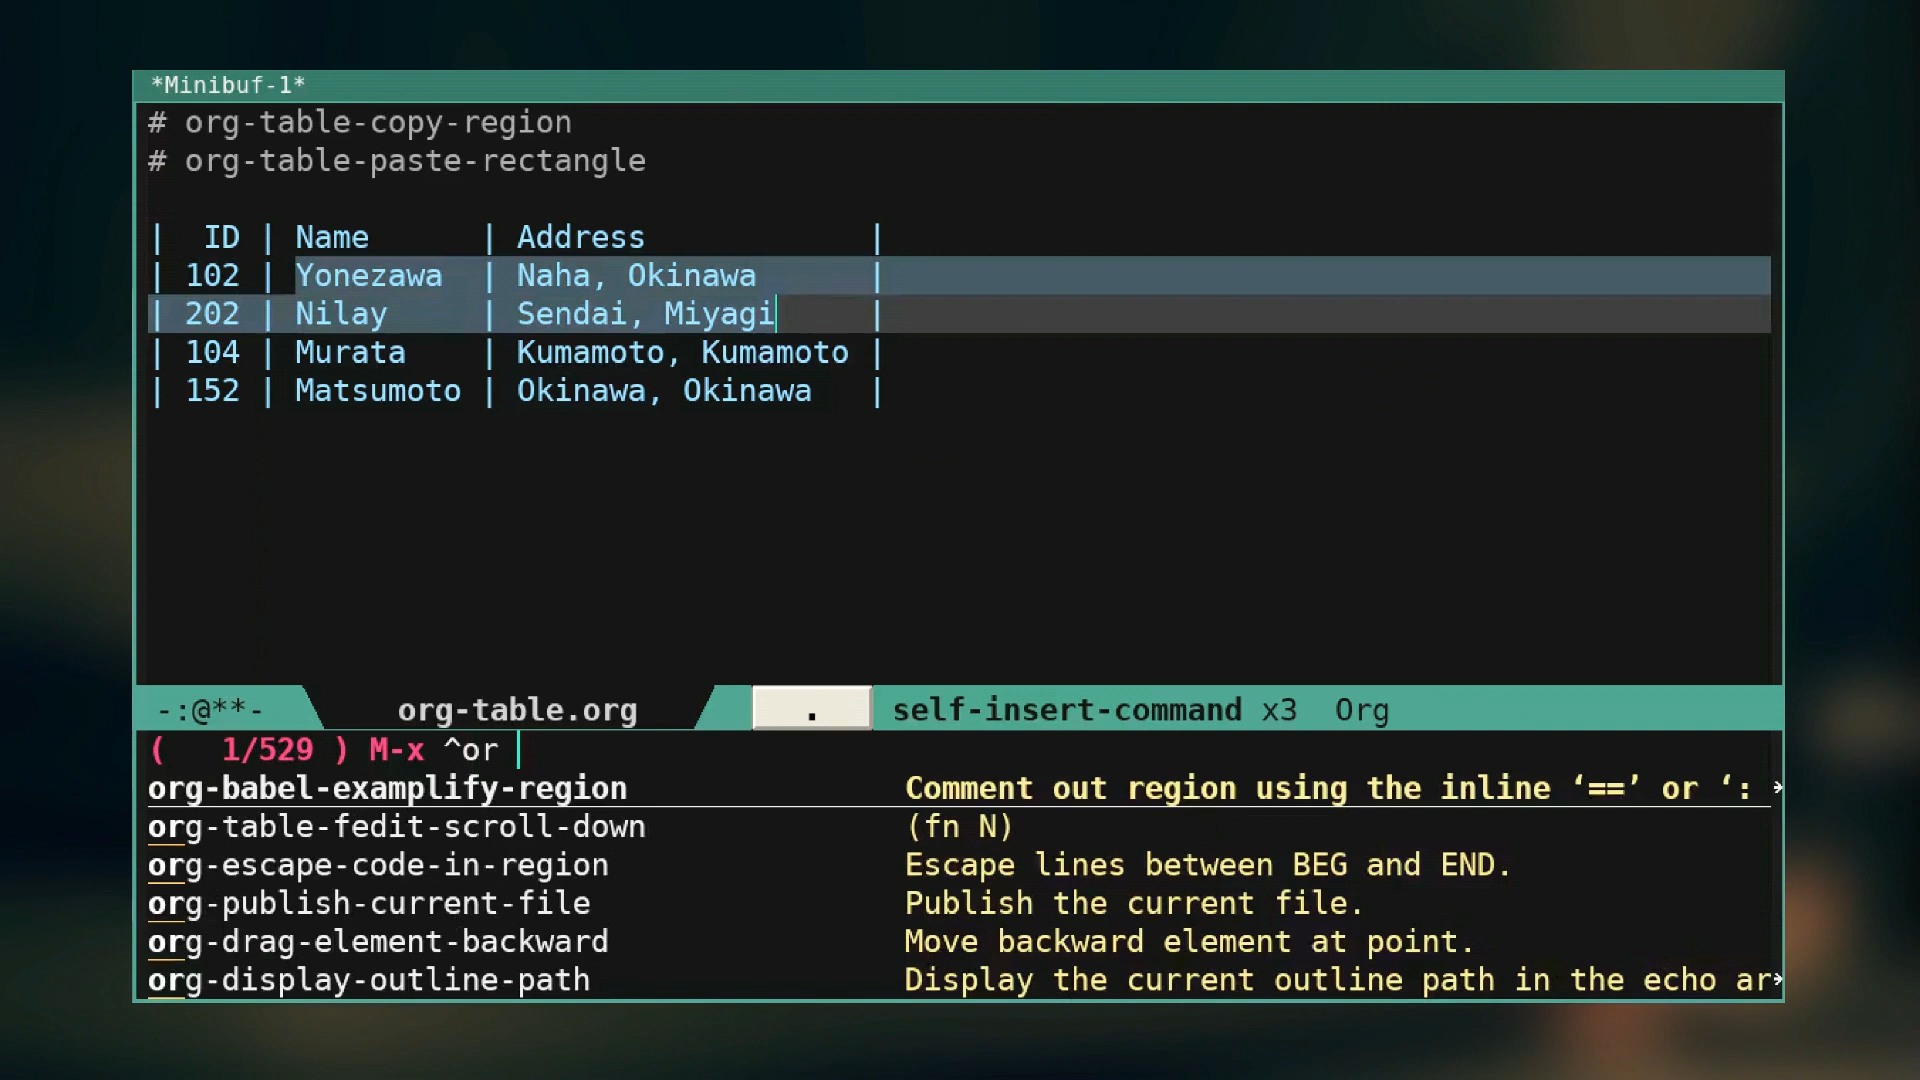 *Minibuf-1*
# org-table-copy-region
# org-table-paste-rectangle
|  ID | Name      | Address            |
| 102 | Yonezawa  | Naha, Okinawa      |
| 202 | Nilay     | Sendai, Miyagi     |
| 104 | Murata    | Kumamoto, Kumamoto |
| 152 | Matsumoto | Okinawa, Okinawa   |
-:@**- org-table.org . self-insert-command x3 Org
(   1/529 ) M-x ^or
org-babel-examplify-region Comment out region using the inline ‘==’ or ‘:
org-table-fedit-scroll-down (fn N)
org-escape-code-in-region Escape lines between BEG and END.
org-publish-current-file Publish the current file.
org-drag-element-backward Move backward element at point.
org-display-outline-path Display the current outline path in the echo ar